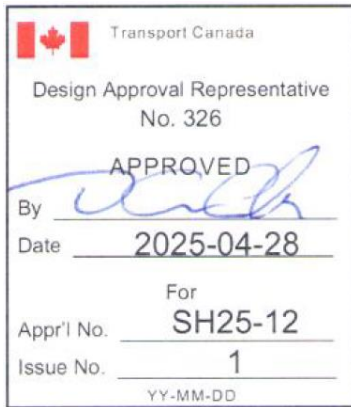 Transport Canada
Design Approval Representative
No. 326
APPROVED
By
Date 2025-04-28
For
Appr'l No. SH25-12
Issue No. 1
YY-MM-DD